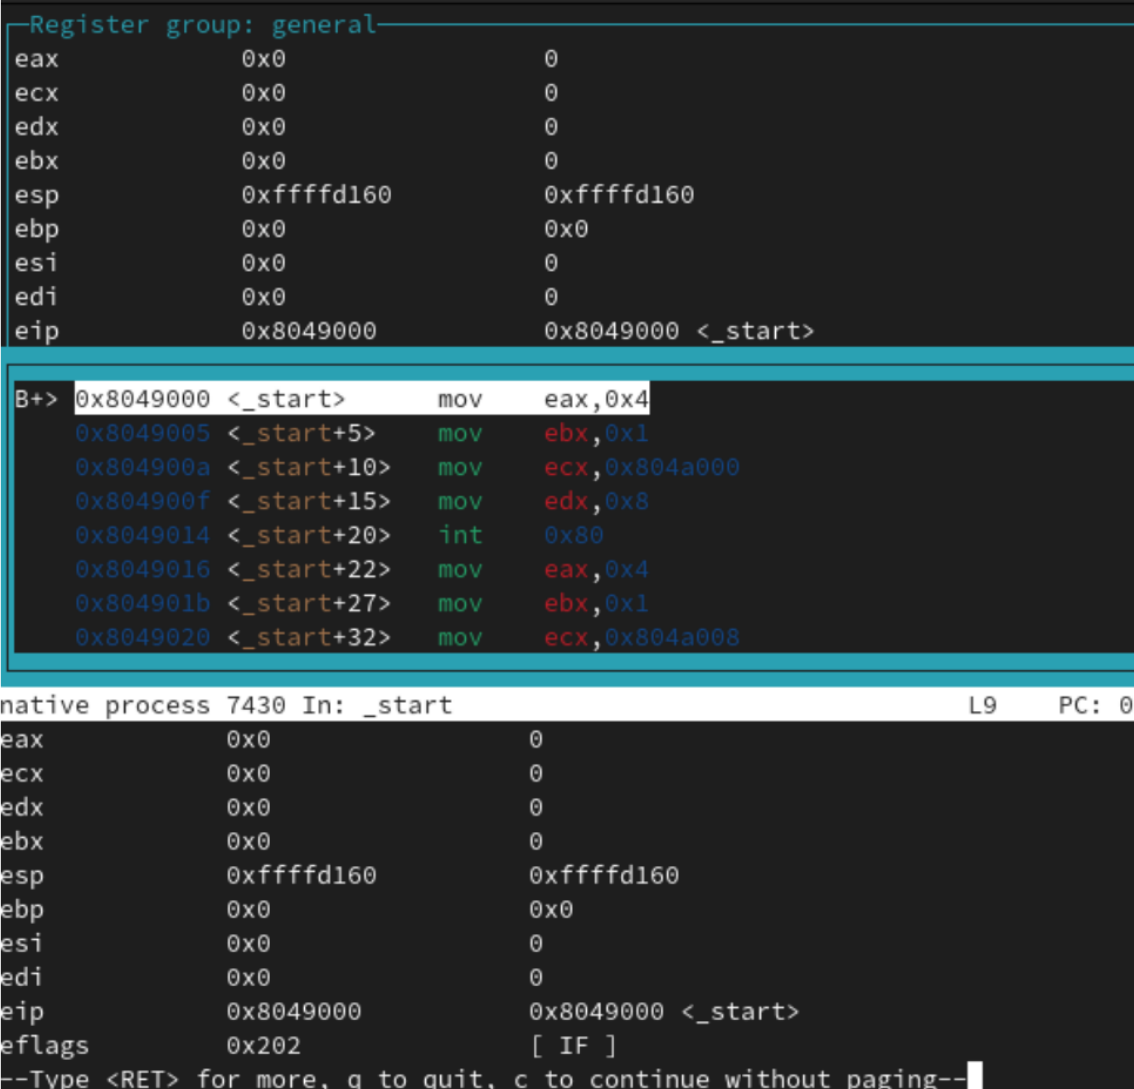 Register group: general
eax 0x0 0
ecx 0x0 0
edx 0x0 0
ebx 0x0 0
esp 0xffffd160 0xffffd160
ebp 0x0 0x0
esi 0x0 0
edi 0x0 0
eip 0x8049000 0x8049000 <_start>
B+> 0x8049000 <_start> mov eax,0x4
0x8049005 <_start+5> mov ebx,0x1
0x804900a <_start+10> mov ecx,0x804a000
0x804900f <_start+15> mov edx,0x8
0x8049014 <_start+20> int 0x80
0x8049016 <_start+22> mov eax,0x4
0x804901b <_start+27> mov ebx,0x1
0x8049020 <_start+32> mov ecx,0x804a008
native process 7430 In: _start L9 PC: 0
eax 0x0 0
ecx 0x0 0
edx 0x0 0
ebx 0x0 0
esp 0xffffd160 0xffffd160
ebp 0x0 0x0
esi 0x0 0
edi 0x0 0
eip 0x8049000 0x8049000 <_start>
eflags 0x202 [ IF ]
--Type <RET> for more, q to quit, c to continue without paging--